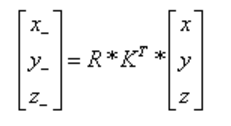 x_ x
y_ = R * K^T * y
z_ z